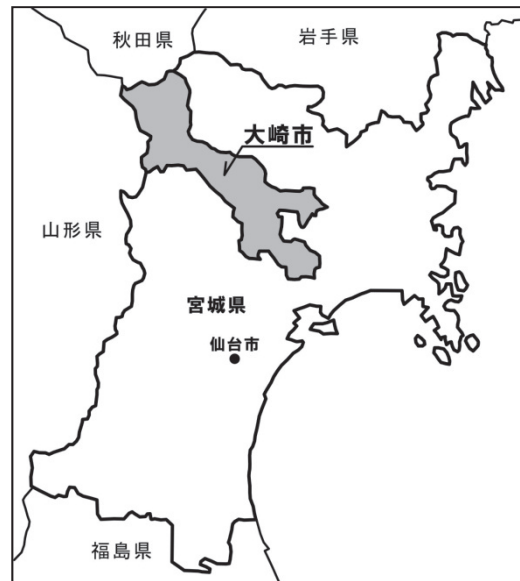 秋田県
岩手県
大崎市
山形県
宮城県
仙台市
福島県